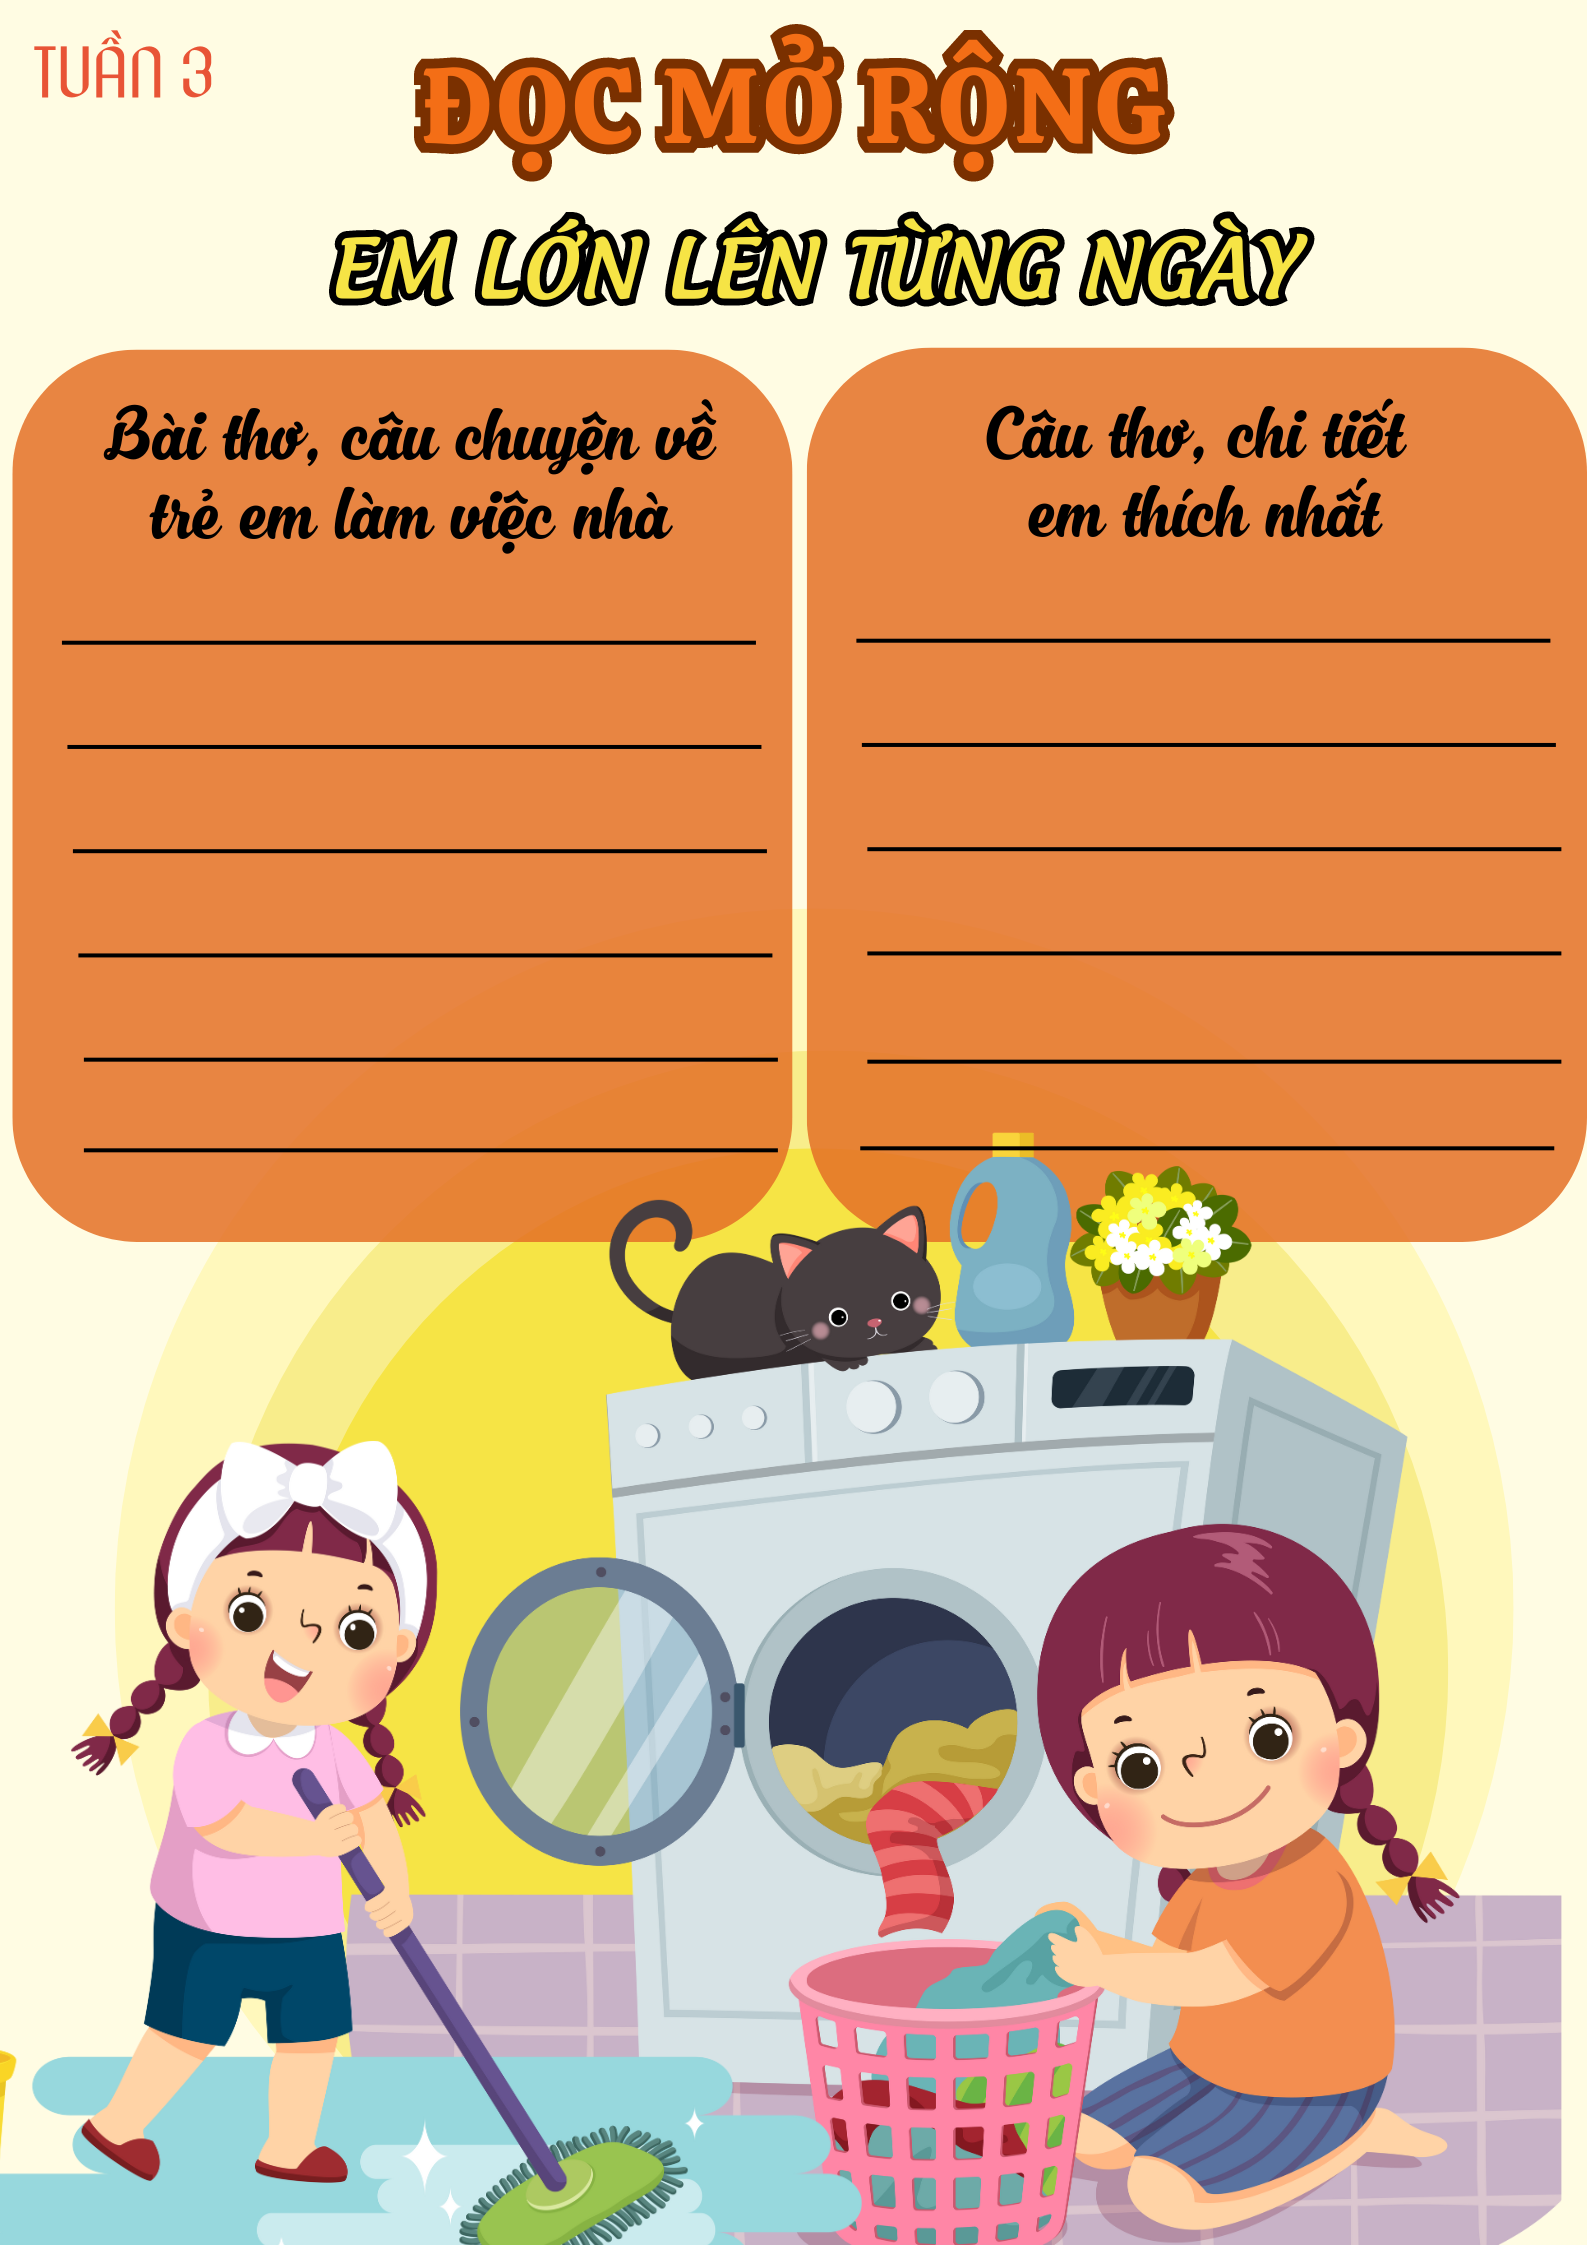 TUẦN 3
ĐỌC MỞ RỘNG
EM LỚN LÊN TỪNG NGÀY
Bài thơ, câu chuyện về
trẻ em làm việc nhà
Câu thơ, chi tiết
em thích nhất